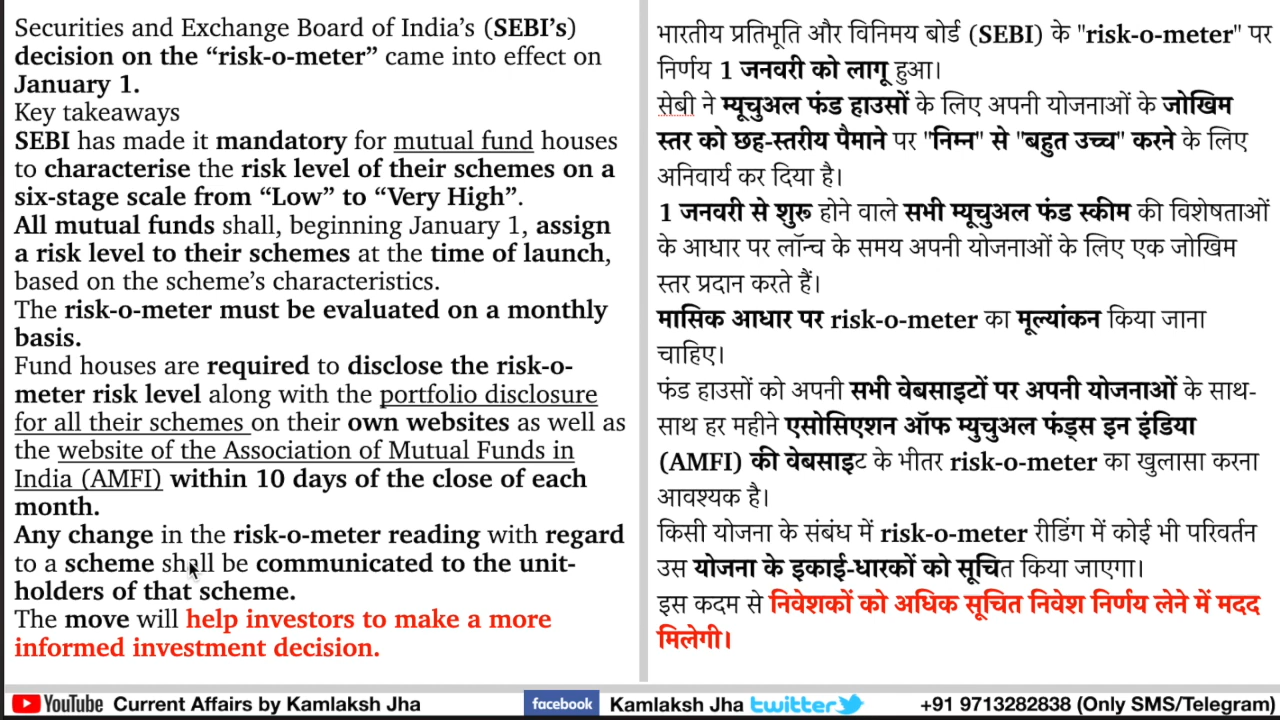 Securities and Exchange Board of India’s (SEBI’s)
decision on the “risk-o-meter” came into effect on
January 1.
Key takeaways
SEBI has made it mandatory for mutual fund houses
to characterise the risk level of their schemes on a
six-stage scale from “Low” to “Very High”.
All mutual funds shall, beginning January 1, assign
a risk level to their schemes at the time of launch,
based on the scheme’s characteristics.
The risk-o-meter must be evaluated on a monthly
basis.
Fund houses are required to disclose the risk-o-
meter risk level along with the portfolio disclosure
for all their schemes on their own websites as well as
the website of the Association of Mutual Funds in
India (AMFI) within 10 days of the close of each
month.
Any change in the risk-o-meter reading with regard
to a scheme shall be communicated to the unit-
holders of that scheme.
The move will help investors to make a more
informed investment decision.
भारतीय प्रतिभूति और विनिमय बोर्ड (SEBI) के "risk-o-meter" पर
निर्णय 1 जनवरी को लागू हुआ।
सेबी ने म्यूचुअल फंड हाउसों के लिए अपनी योजनाओं के जोखिम
स्तर को छह-स्तरीय पैमाने पर "निम्न" से "बहुत उच्च" करने के लिए
अनिवार्य कर दिया है।
1 जनवरी से शुरू होने वाले सभी म्यूचुअल फंड स्कीम की विशेषताओं
के आधार पर लॉन्च के समय अपनी योजनाओं के लिए एक जोखिम
स्तर प्रदान करते हैं।
मासिक आधार पर risk-o-meter का मूल्यांकन किया जाना
चाहिए।
फंड हाउसों को अपनी सभी वेबसाइटों पर अपनी योजनाओं के साथ-
साथ हर महीने एसोसिएशन ऑफ म्युचुअल फंड्स इन इंडिया
(AMFI) की वेबसाइट के भीतर risk-o-meter का खुलासा करना
आवश्यक है।
किसी योजना के संबंध में risk-o-meter रीडिंग में कोई भी परिवर्तन
उस योजना के इकाई-धारकों को सूचित किया जाएगा।
इस कदम से निवेशकों को अधिक सूचित निवेश निर्णय लेने में मदद
मिलेगी।
YouTube Current Affairs by Kamlaksh Jha facebook Kamlaksh Jha twitter +91 9713282838 (Only SMS/Telegram)